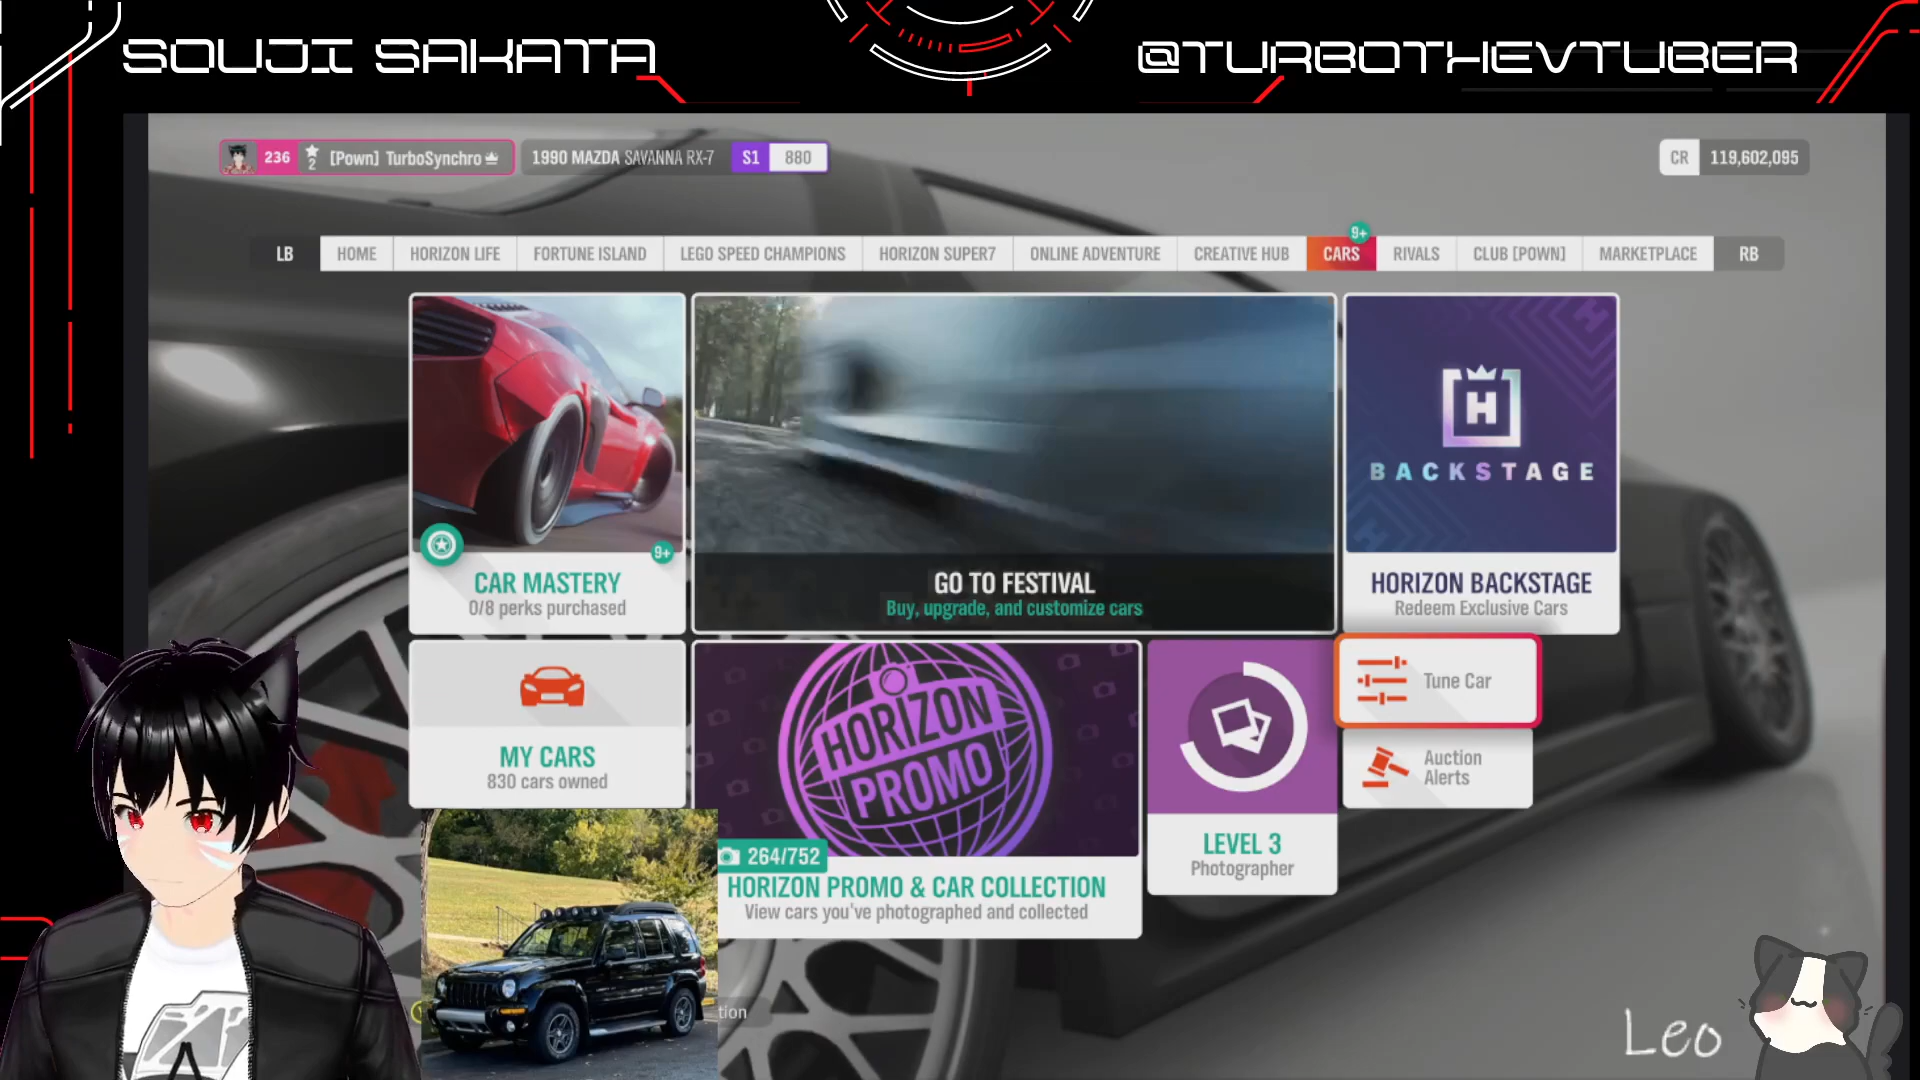 SOUJI SAKATA
@TURBOTHEVTUBER
236 2 [Pown] TurboSynchro 1990 MAZDA SAVANNA RX-7 S1 880
CR 119,602,095
9+
LB HOME HORIZON LIFE FORTUNE ISLAND LEGO SPEED CHAMPIONS HORIZON SUPER7 ONLINE ADVENTURE CREATIVE HUB CARS RIVALS CLUB [POWN] MARKETPLACE RB
H
BACKSTAGE
9+
CAR MASTERY
0/8 perks purchased
GO TO FESTIVAL
Buy, upgrade, and customize cars
HORIZON BACKSTAGE
Redeem Exclusive Cars
MY CARS
830 cars owned
HORIZON
PROMO
264/752
HORIZON PROMO & CAR COLLECTION
View cars you've photographed and collected
LEVEL 3
Photographer
Tune Car
Auction
Alerts
tion
Leo